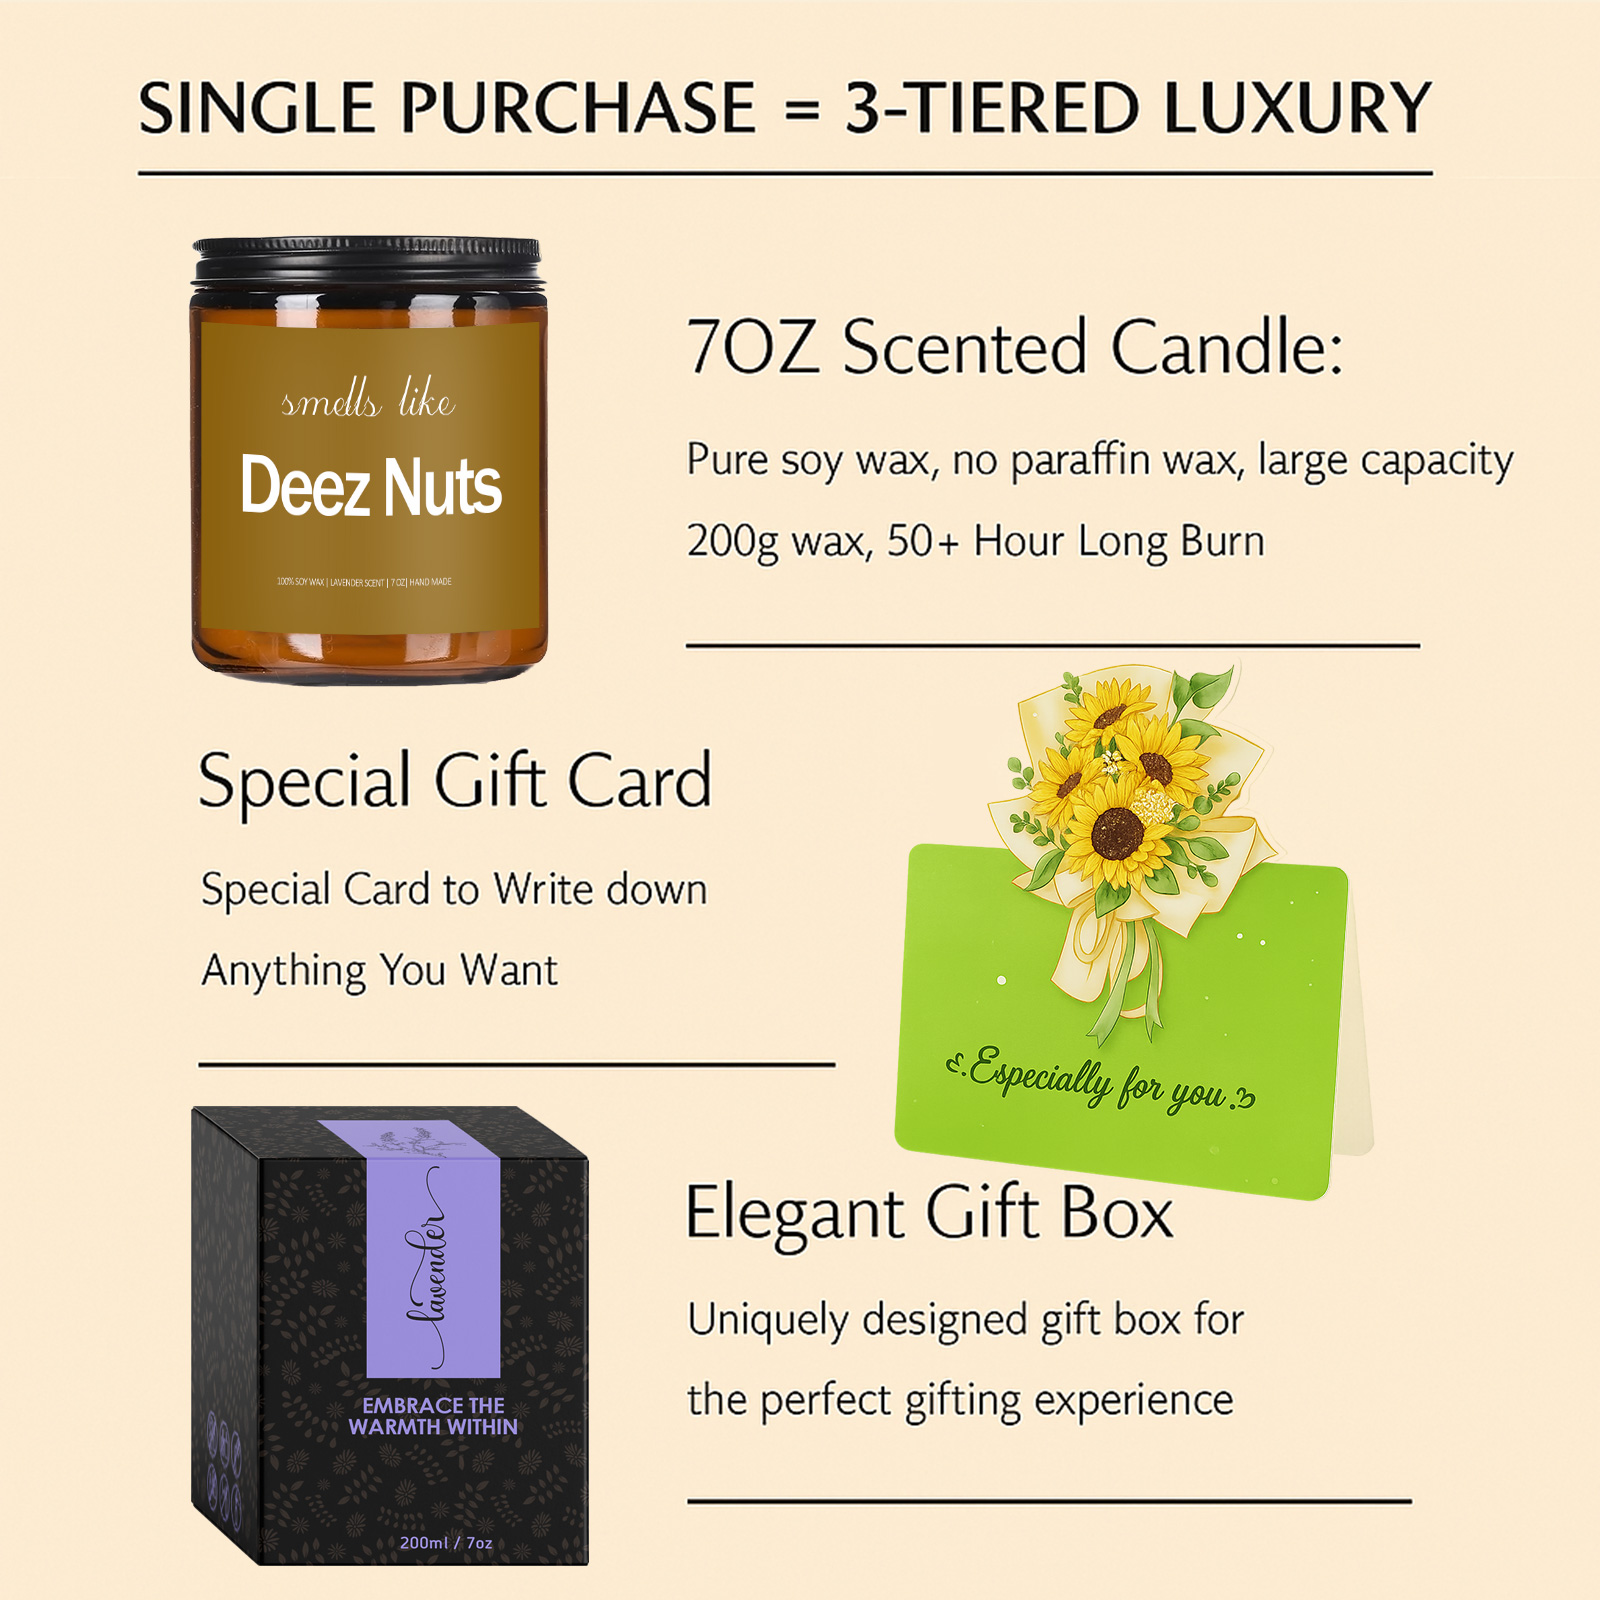 SINGLE PURCHASE = 3-TIERED LUXURY
smells like
Deez Nuts
100% SOY WAX | LAVENDER SCENT | 7 OZ| HAND MADE
7OZ Scented Candle:
Pure soy wax, no paraffin wax, large capacity
200g wax, 50+ Hour Long Burn
Special Gift Card
Special Card to Write down
Anything You Want
Especially for you
lavender
EMBRACE THE
WARMTH WITHIN
200ml / 7oz
Elegant Gift Box
Uniquely designed gift box for
the perfect gifting experience